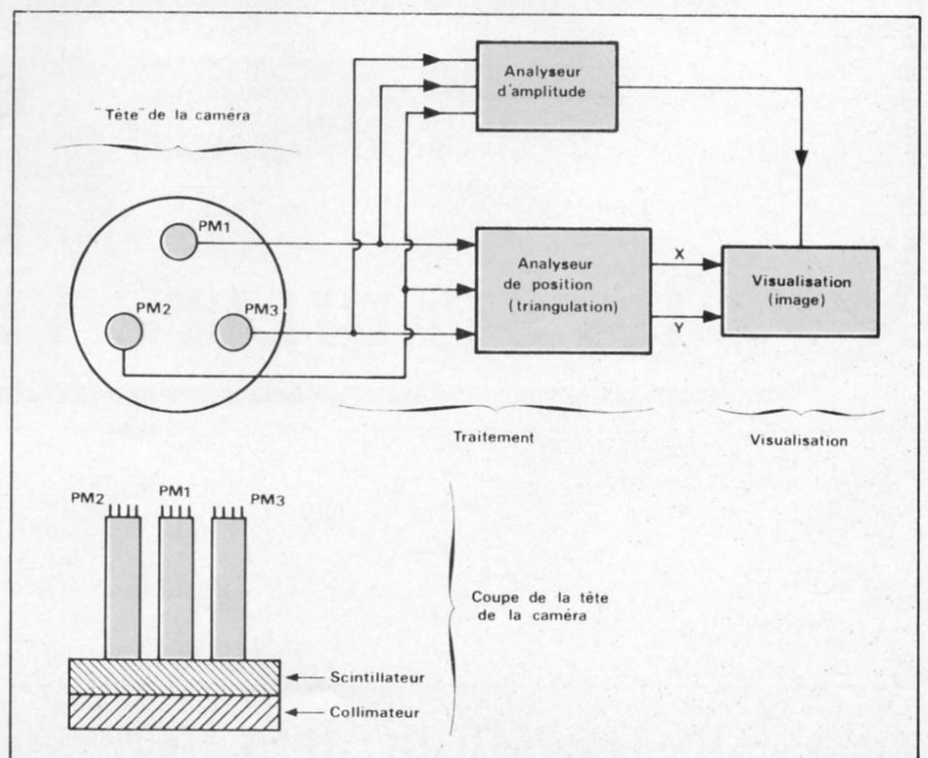 Analyseur
d'amplitude
Tête de la caméra
PM1
PM2
PM3
Analyseur
de position
(triangulation)
X
Y
Visualisation
(image)
Traitement
Visualisation
PM2
PM1
PM3
Coupe de la tête
de la caméra
Scintillateur
Collimateur